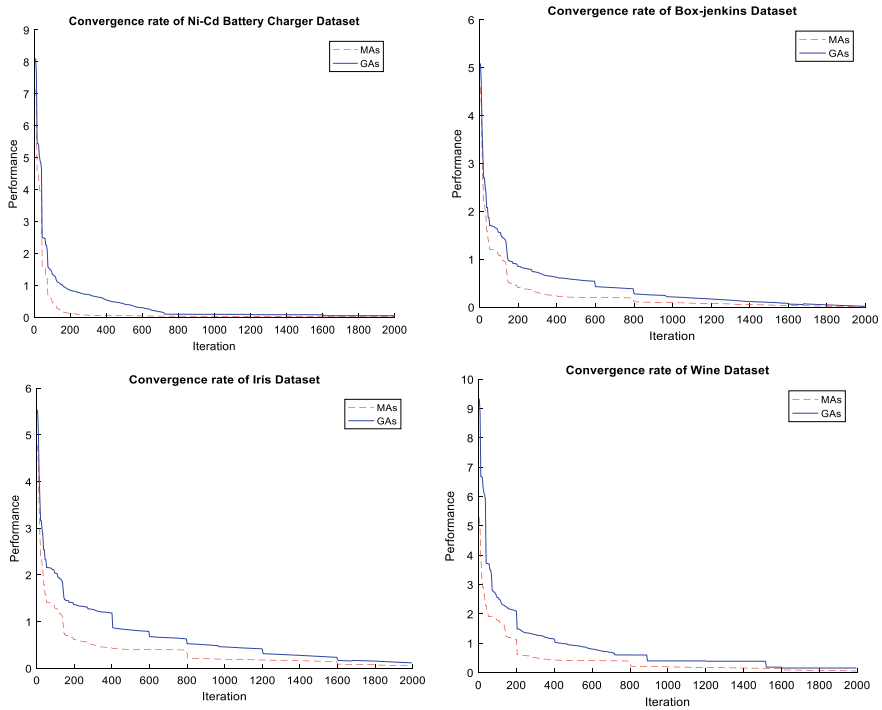 Convergence rate of Ni-Cd Battery Charger Dataset
9
8
7
6
5
4
3
2
1
0
Performance
MAs
GAs
0 200 400 600 800 1000 1200 1400 1600 1800 2000
Iteration
Convergence rate of Box-jenkins Dataset
6
5
4
3
2
1
0
Performance
MAs
GAs
0 200 400 600 800 1000 1200 1400 1600 1800 2000
Iteration
Convergence rate of Iris Dataset
6
5
4
3
2
1
0
Performance
MAs
GAs
0 200 400 600 800 1000 1200 1400 1600 1800 2000
Iteration
Convergence rate of Wine Dataset
10
9
8
7
6
5
4
3
2
1
0
Performance
MAs
GAs
0 200 400 600 800 1000 1200 1400 1600 1800 2000
Iteration